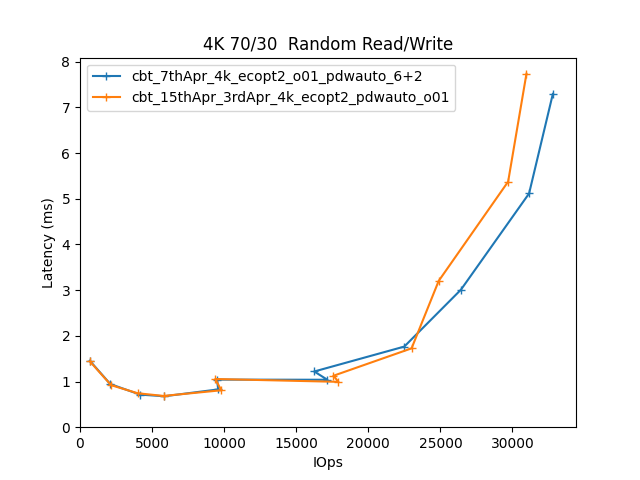 4K 70/30  Random Read/Write
cbt_7thApr_4k_ecopt2_o01_pdwauto_6+2
cbt_15thApr_3rdApr_4k_ecopt2_pdwauto_o01
Latency (ms)
8
7
6
5
4
3
2
1
0
0 5000 10000 15000 20000 25000 30000
IOps